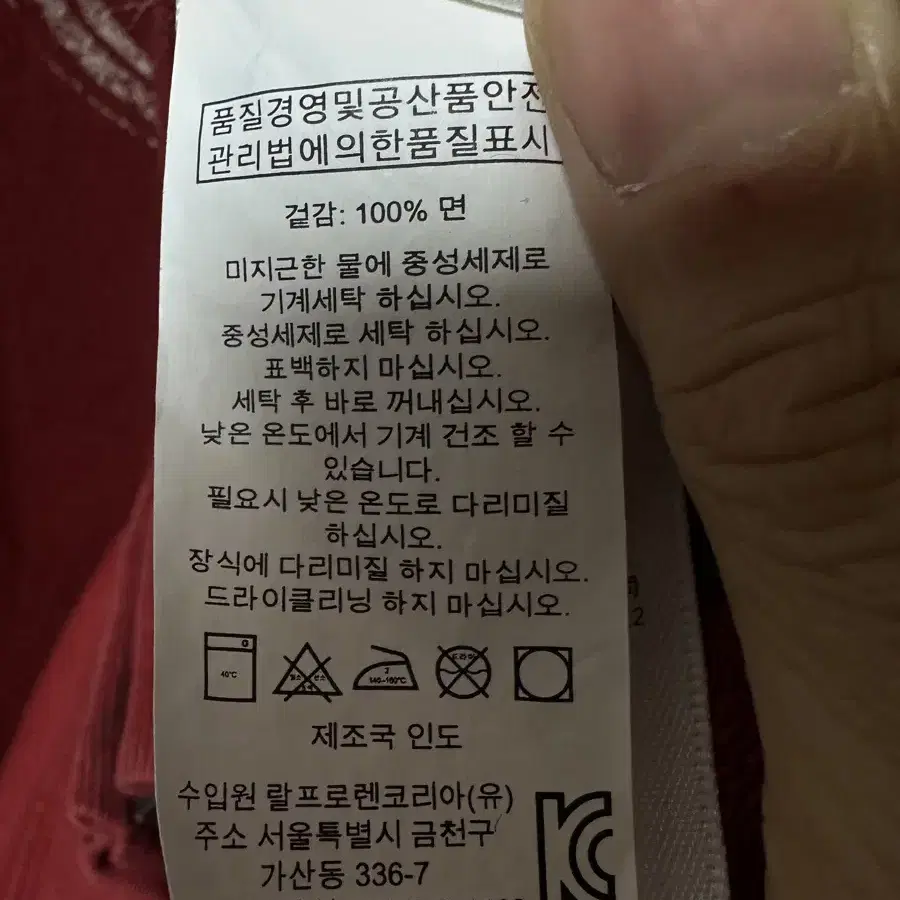 품질경영및공산품안전
관리법에의한품질표시
겉감: 100% 면
미지근한 물에 중성세제로
기계세탁 하십시오.
중성세제로 세탁 하십시오.
표백하지 마십시오.
세탁 후 바로 꺼내십시오.
낮은 온도에서 기계 건조 할 수
있습니다.
필요시 낮은 온도로 다리미질
하십시오.
장식에 다리미질 하지 마십시오.
드라이클리닝 하지 마십시오.
40°C
2
140~160°C
드라이
제조국 인도
수입원 랄프로렌코리아(유)
주소 서울특별시 금천구
가산동 336-7